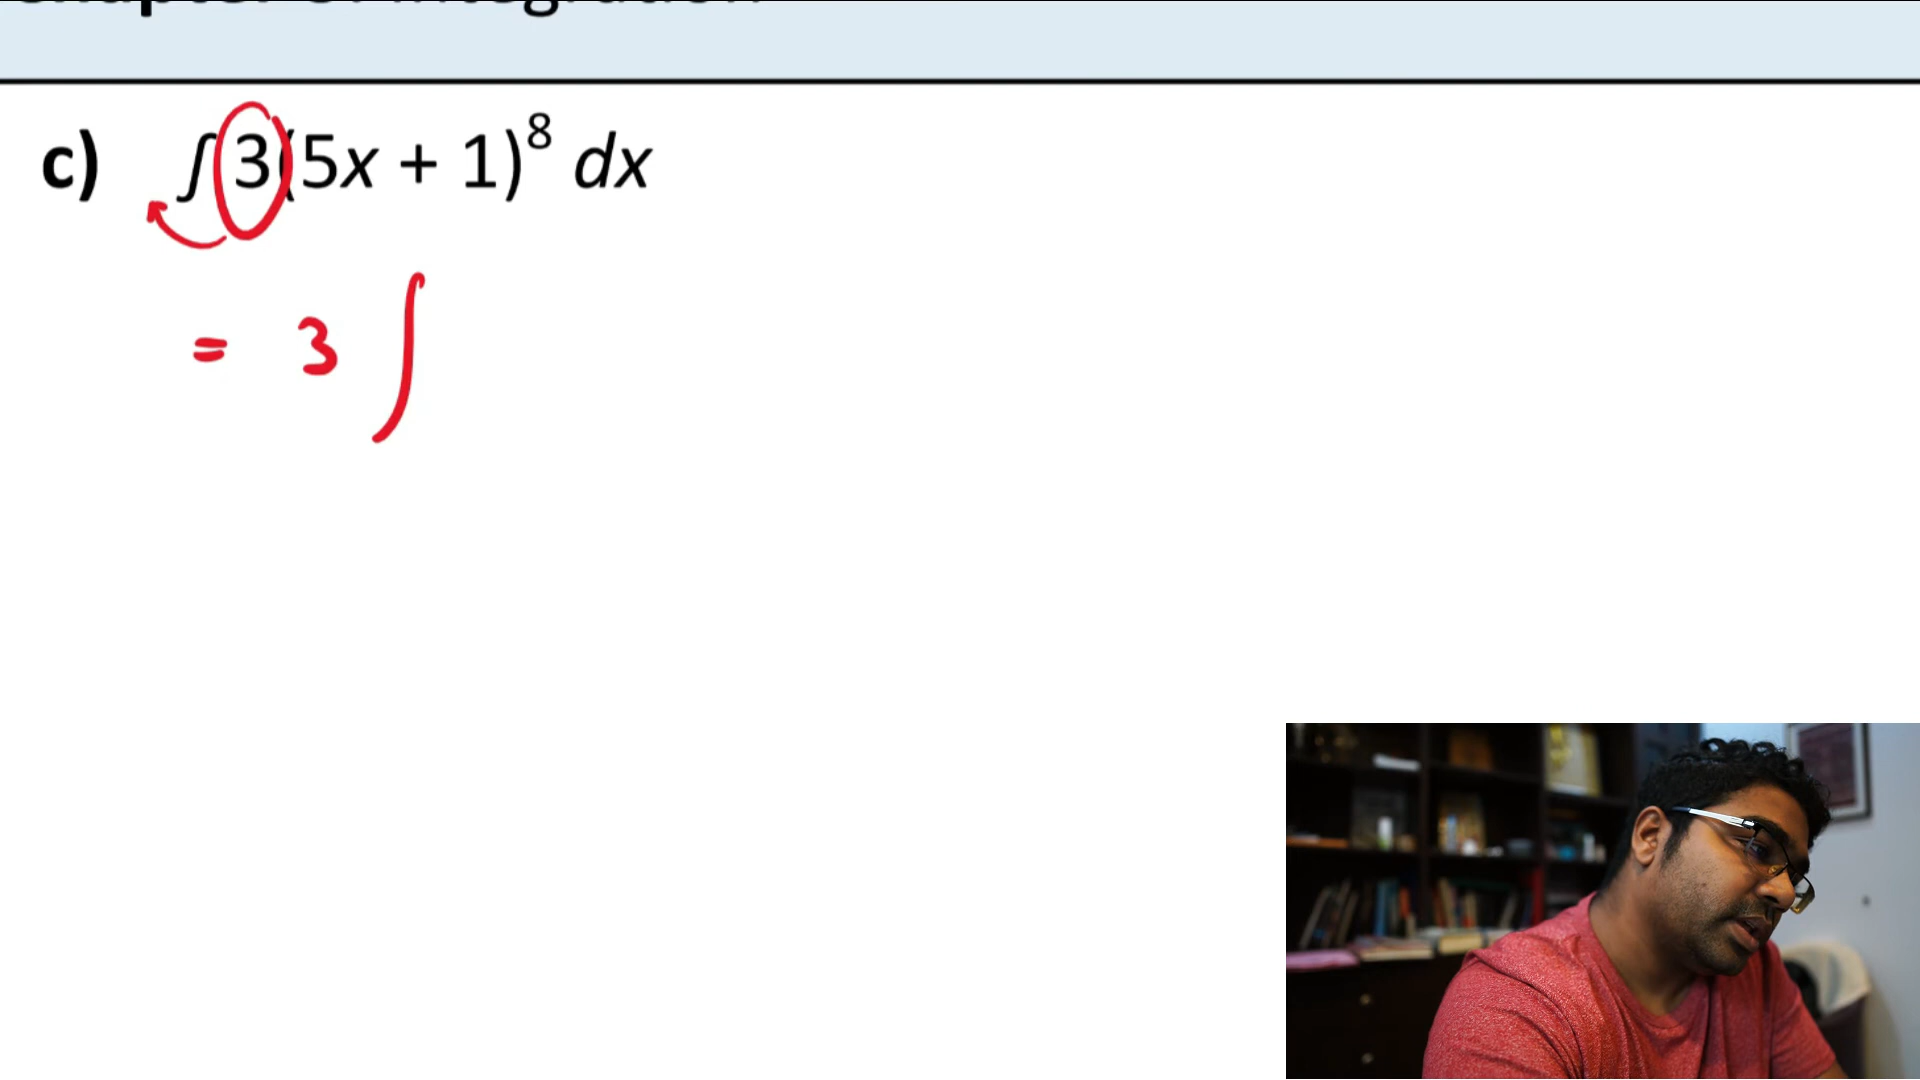 c) ∫ 3(5x + 1)⁸ dx
= 3 ∫